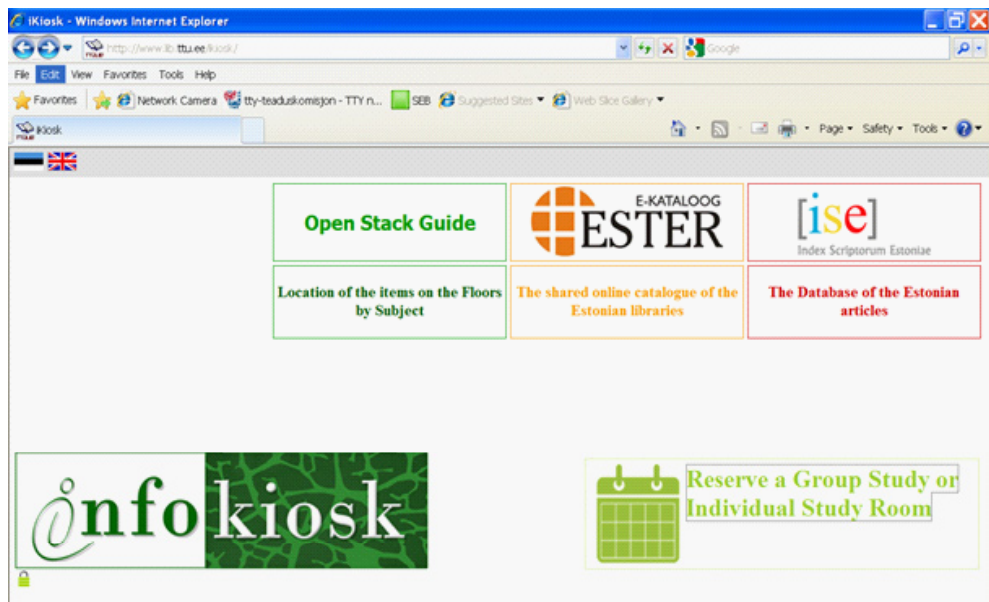 iKiosk - Windows Internet Explorer
http://www.lib.ttu.ee/kiosk/
Google
File Edit View Favorites Tools Help
Favorites Network Camera tty-teaduskomisjon - TTY n... SEB Suggested Sites Web Slice Gallery
iKiosk
Page Safety Tools
Open Stack Guide
E-KATALOOG
ESTER
[ise]
Index Scriptorum Estoniae
Location of the items on the Floors
by Subject
The shared online catalogue of the
Estonian libraries
The Database of the Estonian
articles
infokiosk
Reserve a Group Study or
Individual Study Room